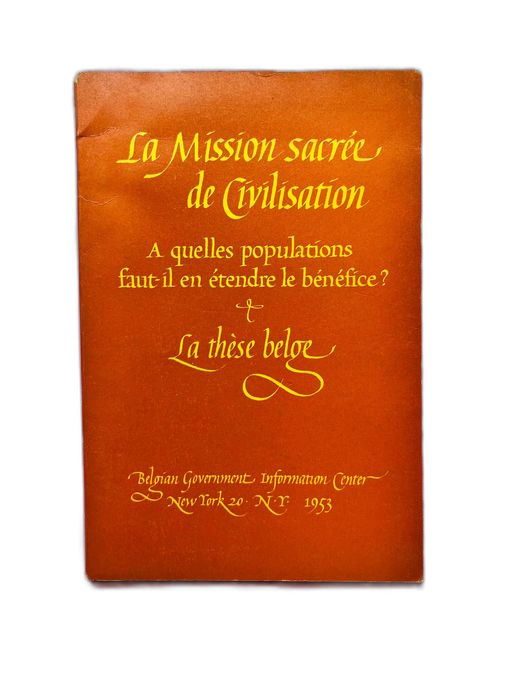 La Mission sacrée
de Civilisation
A quelles populations
faut-il en étendre le bénéfice?
La thèse belge
Belgian Government Information Center
New York 20 · N · Y · 1953